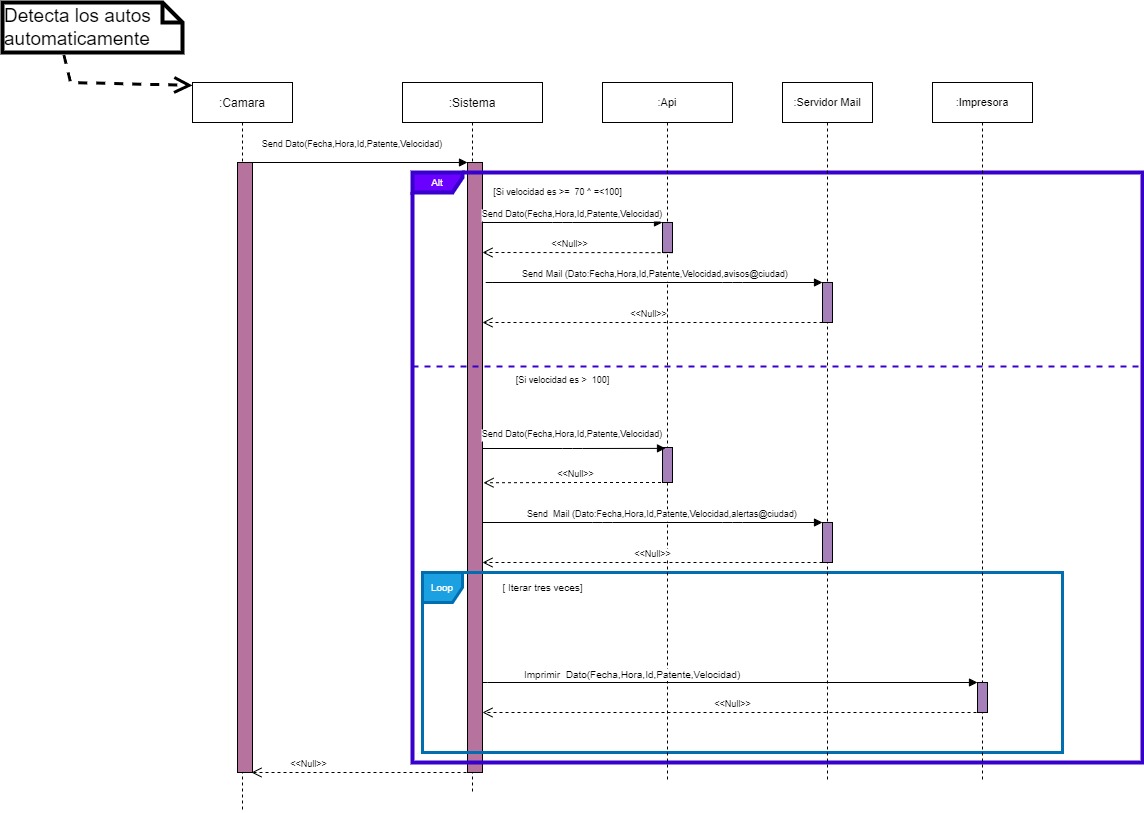 Detecta los autos
automaticamente
:Camara
:Sistema
:Api
:Servidor Mail
:Impresora
Send Dato(Fecha,Hora,Id,Patente,Velocidad)
Alt
[Si velocidad es >=  70 ^ =<100]
Send Dato(Fecha,Hora,Id,Patente,Velocidad)
<<Null>>
Send Mail (Dato:Fecha,Hora,Id,Patente,Velocidad,avisos@ciudad)
<<Null>>
[Si velocidad es >  100]
Send Dato(Fecha,Hora,Id,Patente,Velocidad)
<<Null>>
Send  Mail (Dato:Fecha,Hora,Id,Patente,Velocidad,alertas@ciudad)
<<Null>>
Loop
[ Iterar tres veces]
Imprimir  Dato(Fecha,Hora,Id,Patente,Velocidad)
<<Null>>
<<Null>>